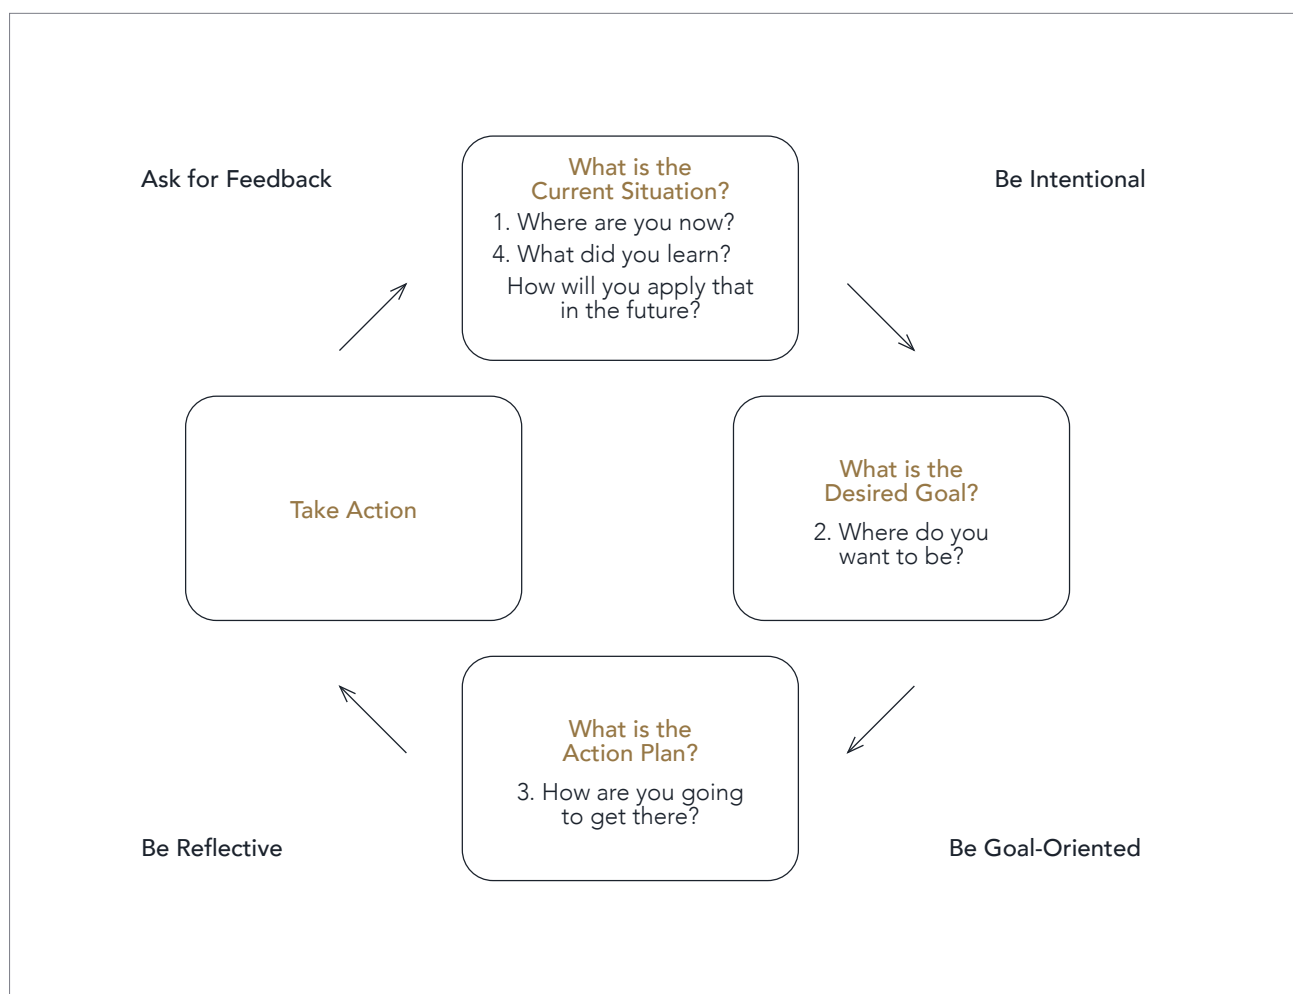 Ask for Feedback
Be Intentional
What is the
Current Situation?
1. Where are you now?
4. What did you learn?
How will you apply that
in the future?
Take Action
What is the
Desired Goal?
2. Where do you
want to be?
What is the
Action Plan?
3. How are you going
to get there?
Be Reflective
Be Goal-Oriented